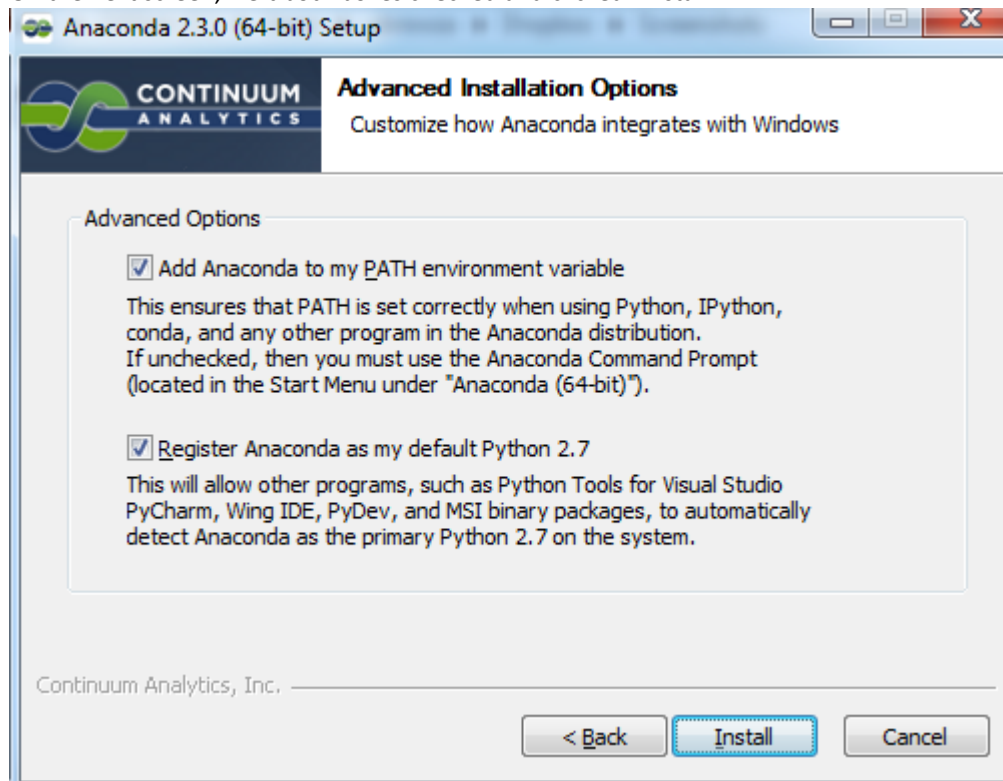 Anaconda 2.3.0 (64-bit) Setup
CONTINUUM
ANALYTICS
Advanced Installation Options
Customize how Anaconda integrates with Windows
Advanced Options
Add Anaconda to my PATH environment variable
This ensures that PATH is set correctly when using Python, IPython,
conda, and any other program in the Anaconda distribution.
If unchecked, then you must use the Anaconda Command Prompt
(located in the Start Menu under "Anaconda (64-bit)").
Register Anaconda as my default Python 2.7
This will allow other programs, such as Python Tools for Visual Studio
PyCharm, Wing IDE, PyDev, and MSI binary packages, to automatically
detect Anaconda as the primary Python 2.7 on the system.
Continuum Analytics, Inc.
< Back
Install
Cancel